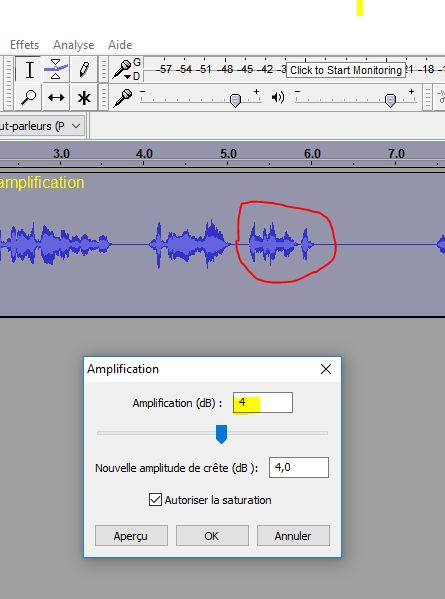 Effets Analyse Aide
G
D
-57 -54 -51 -48 -45 -42 Click to Start Monitoring -18
- + - +
ut-parleurs (P
3.0 4.0 5.0 6.0 7.0
amplification
Amplification
Amplification (dB) : 4
Nouvelle amplitude de crête (dB ): 4,0
Autoriser la saturation
Aperçu OK Annuler